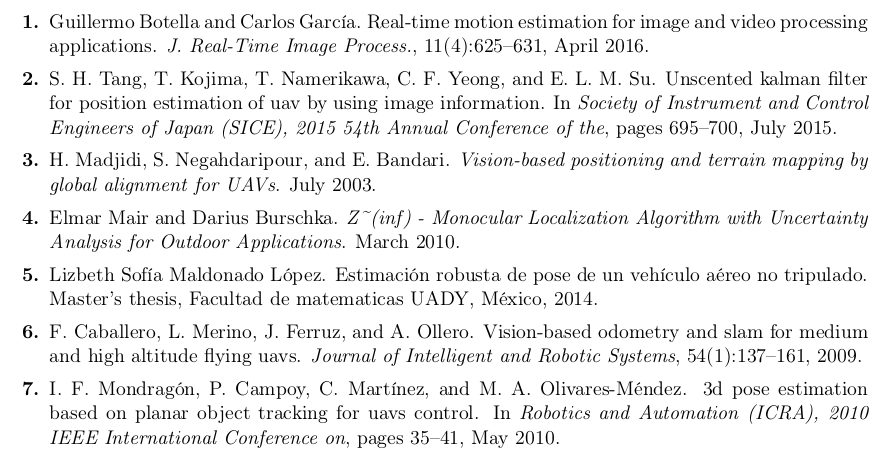 1. Guillermo Botella and Carlos García. Real-time motion estimation for image and video processing
applications. J. Real-Time Image Process., 11(4):625–631, April 2016.
2. S. H. Tang, T. Kojima, T. Namerikawa, C. F. Yeong, and E. L. M. Su. Unscented kalman filter
for position estimation of uav by using image information. In Society of Instrument and Control
Engineers of Japan (SICE), 2015 54th Annual Conference of the, pages 695–700, July 2015.
3. H. Madjidi, S. Negahdaripour, and E. Bandari. Vision-based positioning and terrain mapping by
global alignment for UAVs. July 2003.
4. Elmar Mair and Darius Burschka. Z~(inf) - Monocular Localization Algorithm with Uncertainty
Analysis for Outdoor Applications. March 2010.
5. Lizbeth Sofía Maldonado López. Estimación robusta de pose de un vehículo aéreo no tripulado.
Master's thesis, Facultad de matematicas UADY, México, 2014.
6. F. Caballero, L. Merino, J. Ferruz, and A. Ollero. Vision-based odometry and slam for medium
and high altitude flying uavs. Journal of Intelligent and Robotic Systems, 54(1):137–161, 2009.
7. I. F. Mondragón, P. Campoy, C. Martínez, and M. A. Olivares-Méndez. 3d pose estimation
based on planar object tracking for uavs control. In Robotics and Automation (ICRA), 2010
IEEE International Conference on, pages 35–41, May 2010.